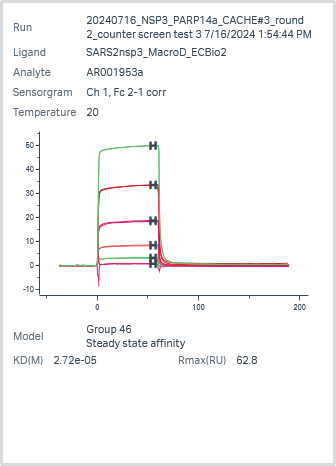 Run 20240716_NSP3_PARP14a_CACHE#3_round
2_counter screen test 3 7/16/2024 1:54:44 PM
Ligand SARS2nsp3_MacroD_ECBio2
Analyte AR001953a
Sensorgram Ch 1, Fc 2-1 corr
Temperature 20
60
50
40
30
20
10
0
-10
0 100 200
Model Group 46
Steady state affinity
KD(M) 2.72e-05 Rmax(RU) 62.8